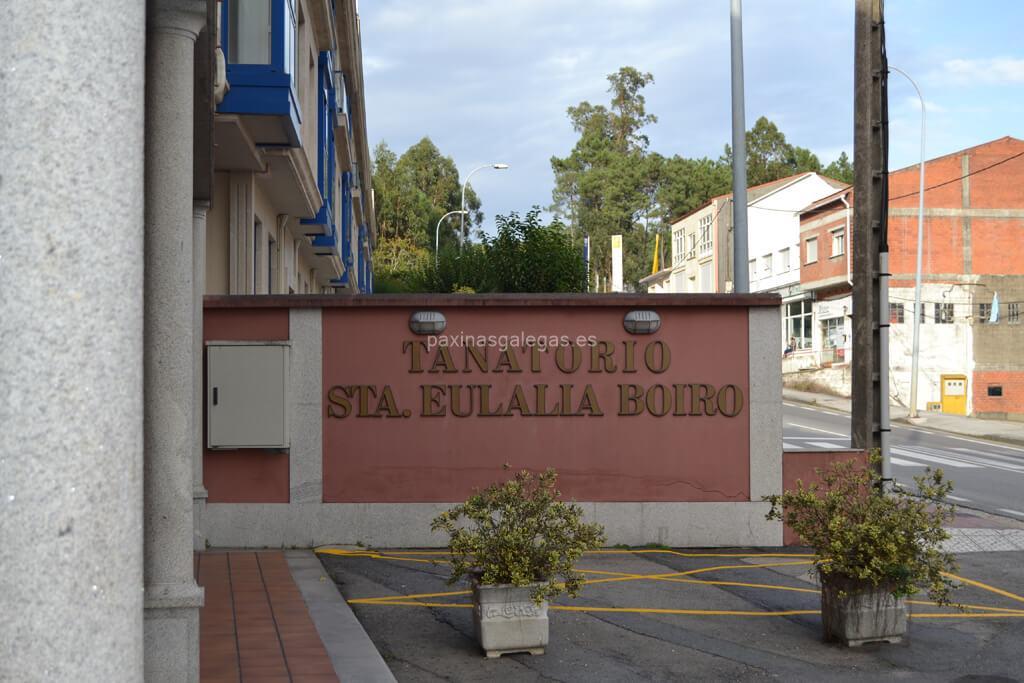 paxinasgalegas.es
TANATORIO
STA. EULALIA BOIRO